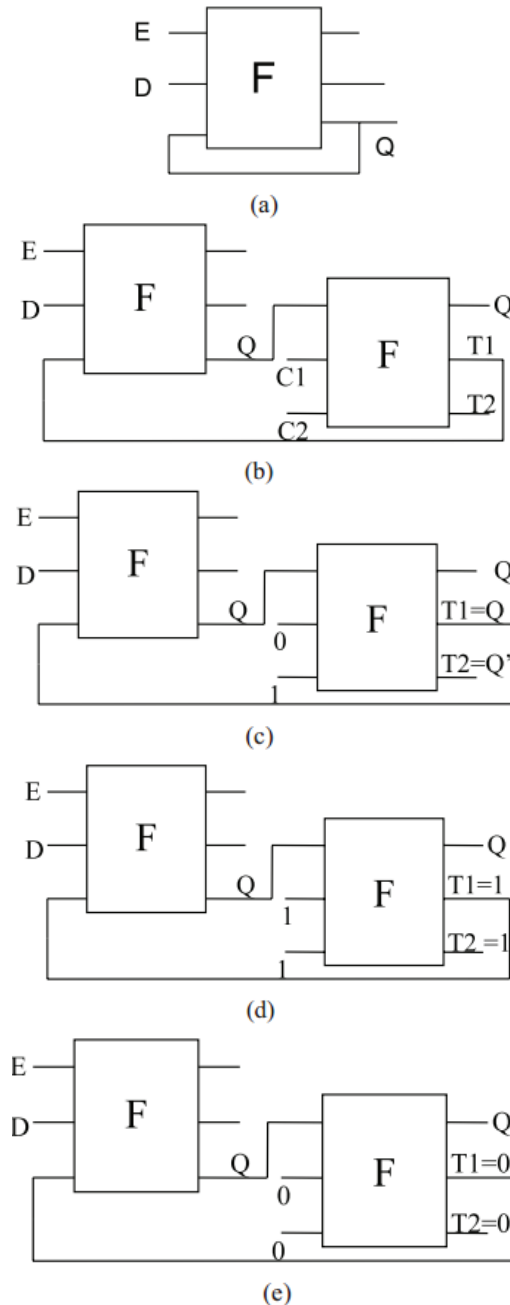 E
D
F
Q
(a)
E
D
F
Q
C1
C2
F
Q
T1
T2
(b)
E
D
F
Q
0
1
F
Q
T1=Q
T2=Q'
(c)
E
D
F
Q
1
1
F
Q
T1=1
T2 =1
(d)
E
D
F
Q
0
0
F
Q
T1=0
T2=0
(e)